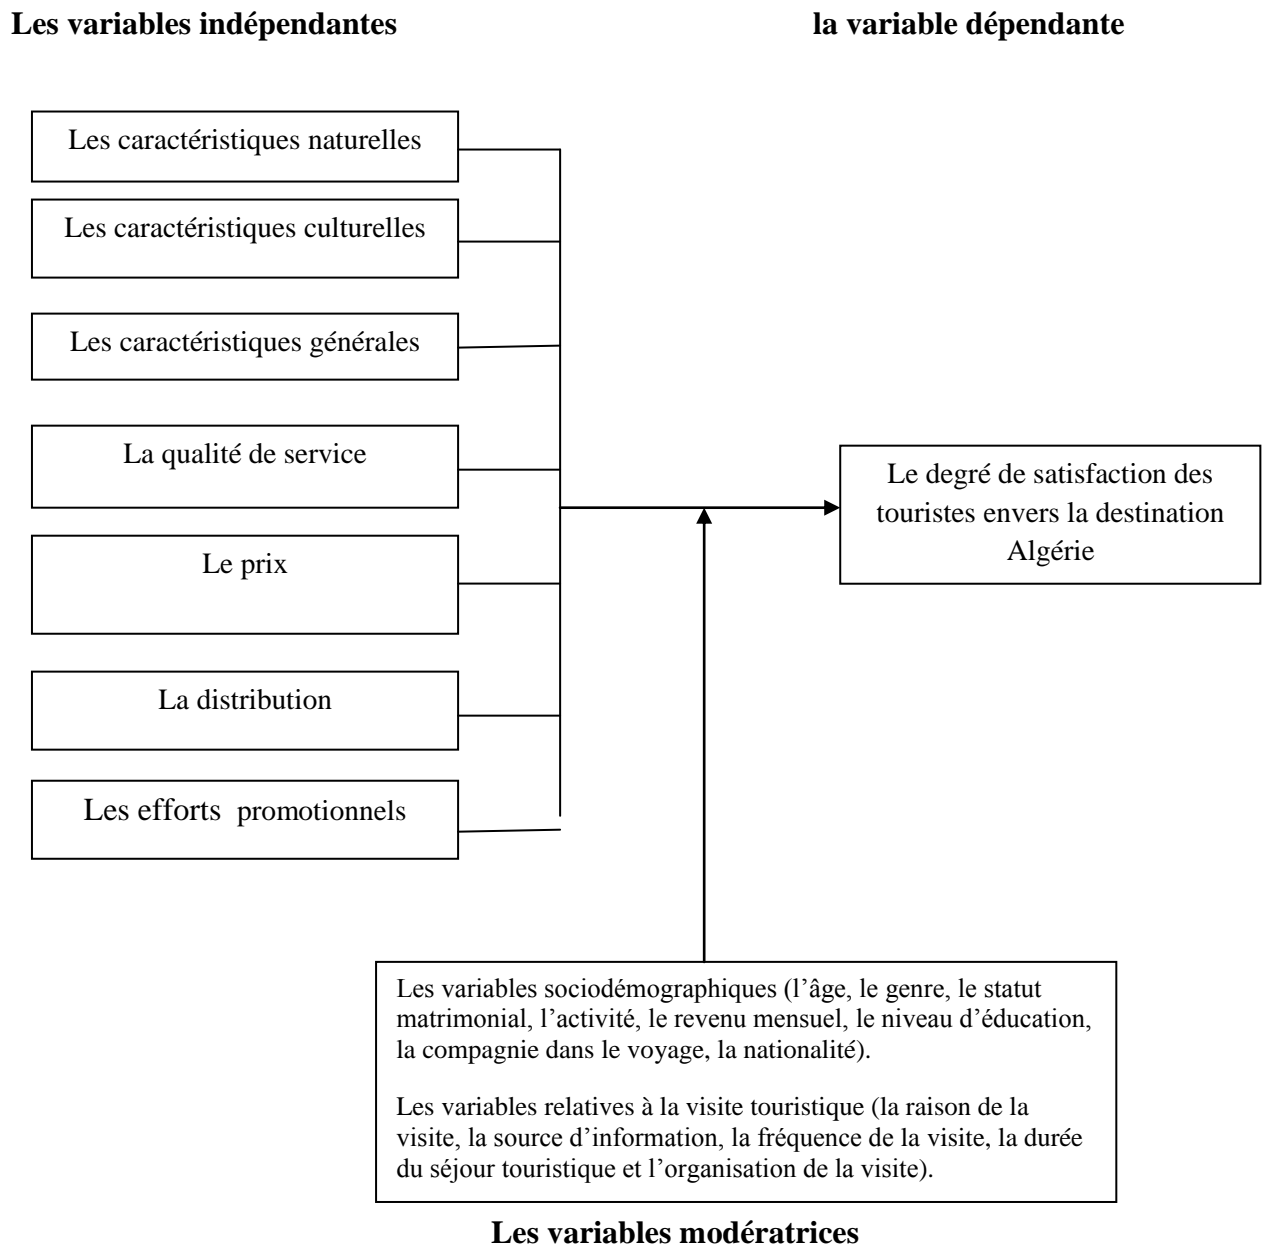 Les variables indépendantes
la variable dépendante
Les caractéristiques naturelles
Les caractéristiques culturelles
Les caractéristiques générales
La qualité de service
Le prix
La distribution
Les efforts promotionnels
Le degré de satisfaction des
touristes envers la destination
Algérie
Les variables sociodémographiques (l’âge, le genre, le statut
matrimonial, l’activité, le revenu mensuel, le niveau d’éducation,
la compagnie dans le voyage, la nationalité).
Les variables relatives à la visite touristique (la raison de la
visite, la source d’information, la fréquence de la visite, la durée
du séjour touristique et l’organisation de la visite).
Les variables modératrices